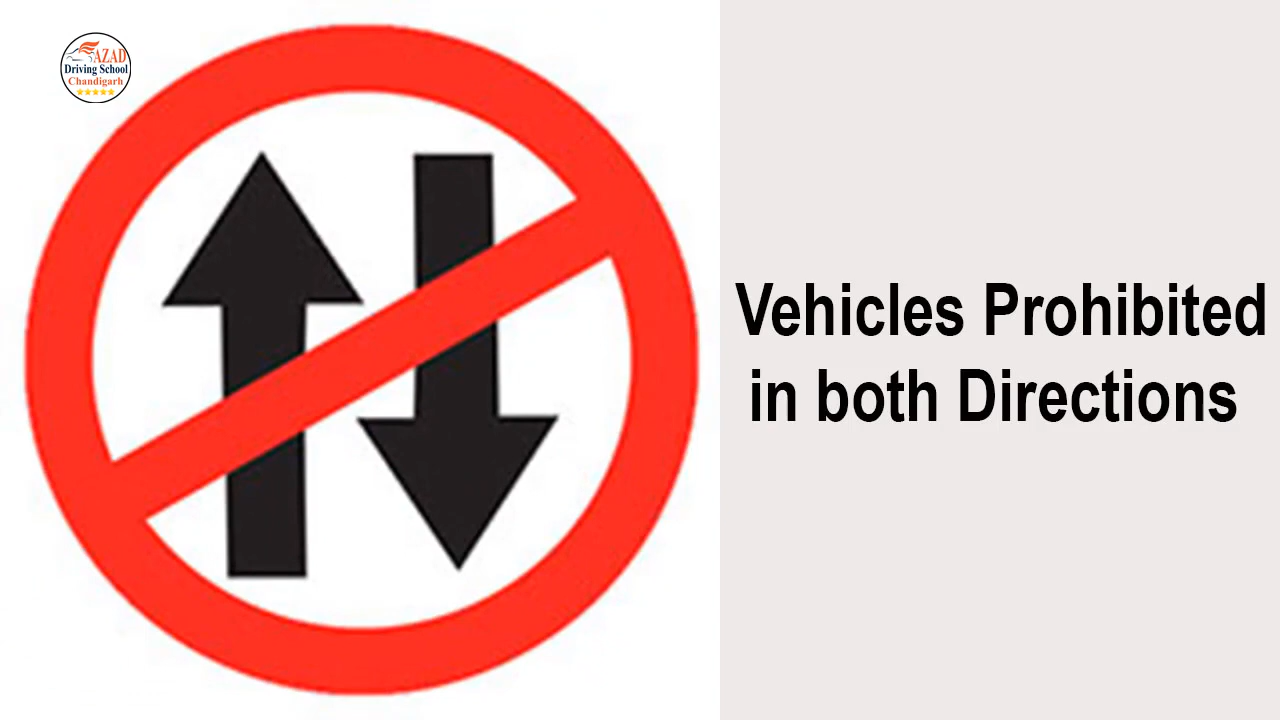 AZAD
Driving School
Chandigarh
Vehicles Prohibited
in both Directions